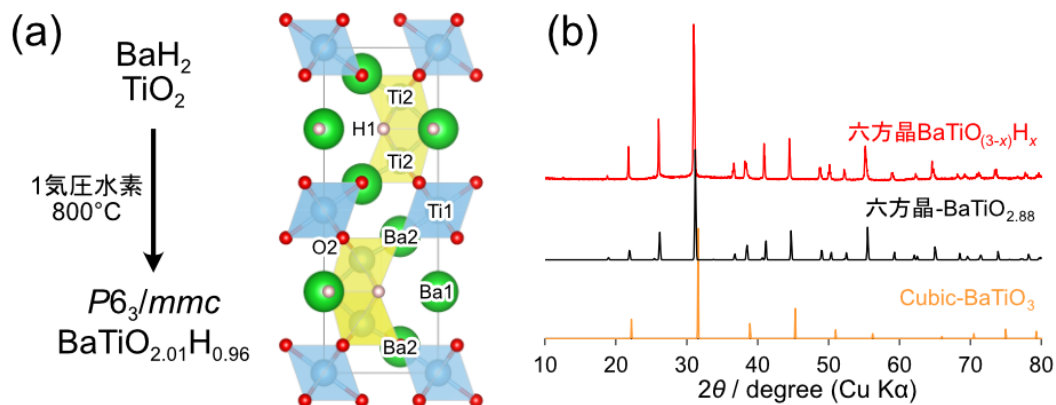 (a)
BaH₂
TiO₂
1気圧水素
800°C
P6₃/mmc
BaTiO₂.₀₁H₀.₉₆
Ti2
H1
Ti2
Ti1
O2
Ba2
Ba1
Ba2
(b)
六方晶BaTiO₍₃₋ₓ₎Hₓ
六方晶-BaTiO₂.₈₈
Cubic-BaTiO₃
10 20 30 40 50 60 70 80
2θ / degree (Cu Kα)